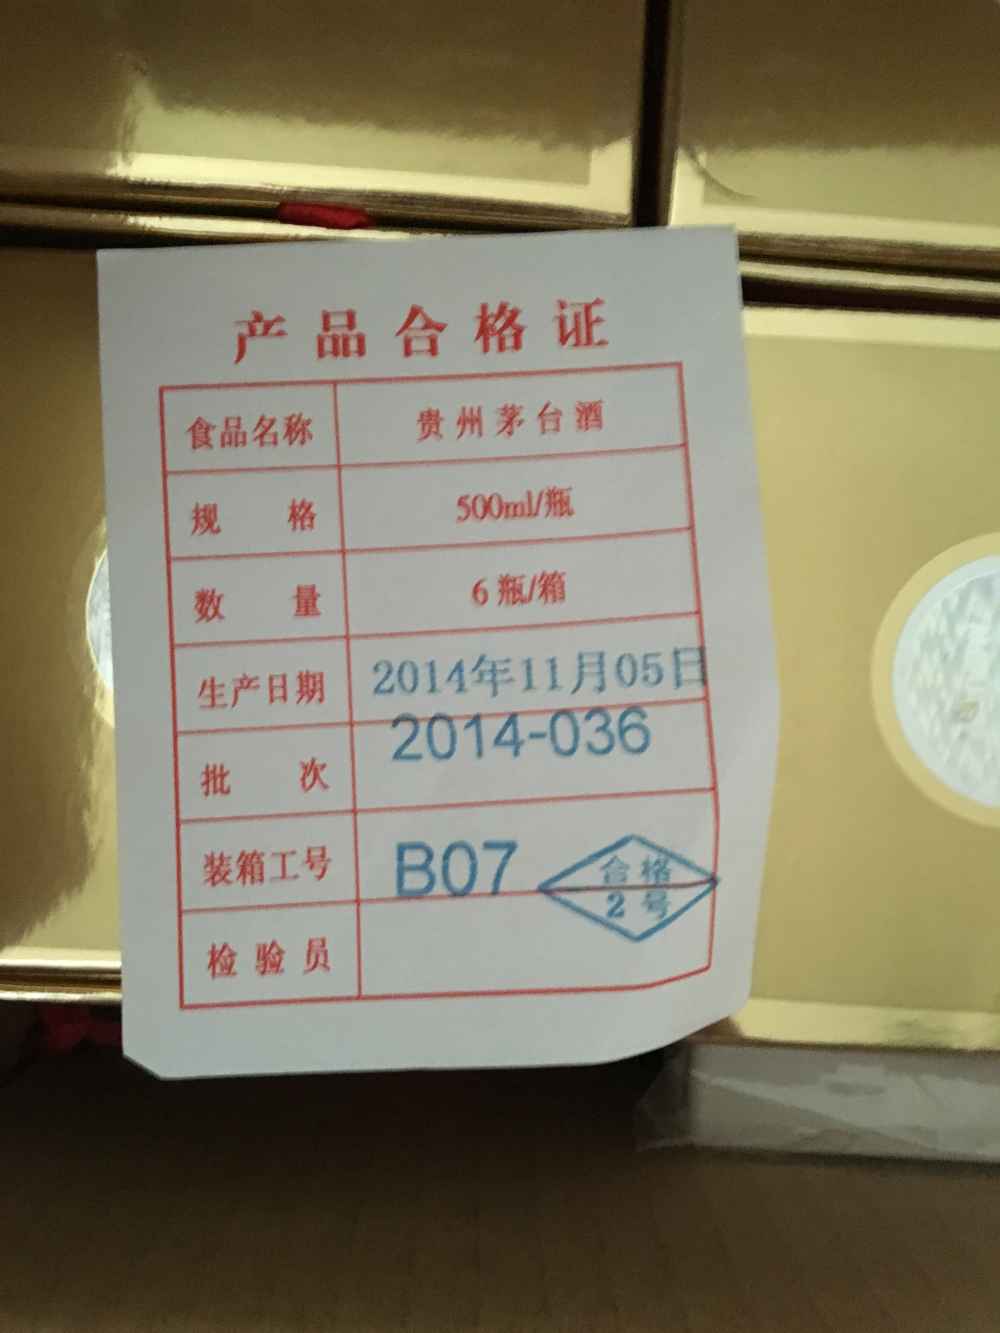 产品合格证
食品名称 贵州茅台酒
规格 500ml/瓶
数量 6瓶/箱
生产日期 2014年11月05日
批次 2014-036
装箱工号 B07
检验员 合格
2号